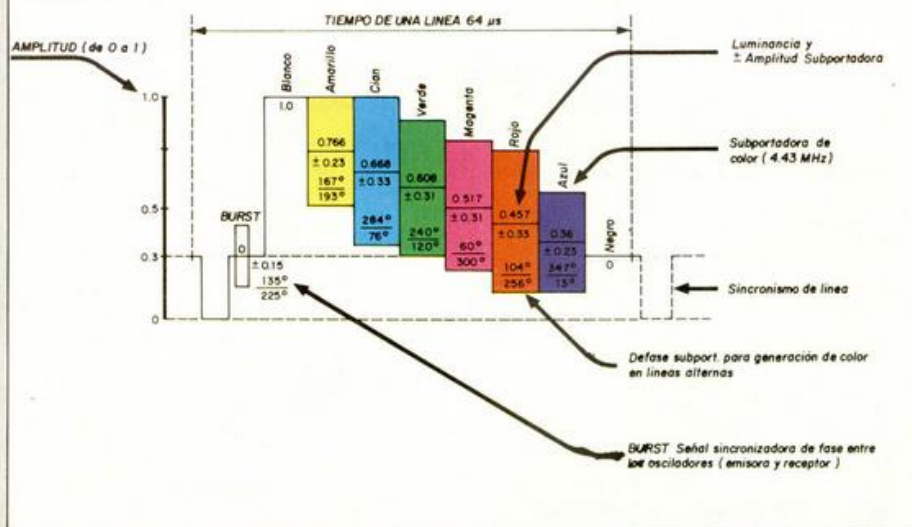 TIEMPO DE UNA LINEA 64 µs
AMPLITUD (de 0 a 1)
Luminancia y
± Amplitud Subportadora
Blanco
Amarillo
Cian
Verde
Magenta
Rojo
Azul
Negro
1.0
1.0
0.766
± 0.23
167°
193°
0.668
±0.33
284°
76°
0.608
±0.31
240°
120°
0.517
±0.31
60°
300°
0.457
±0.33
104°
256°
0.36
±0.23
347°
13°
0
Subportadora de
color (4.43 MHz)
0.5
BURST
0
0.3
±0.15
135°
225°
0
Sincronismo de linea
Defase subport. para generación de color
en lineas alternas
BURST Señal sincronizadora de fase entre
los osciladores (emisora y receptor)